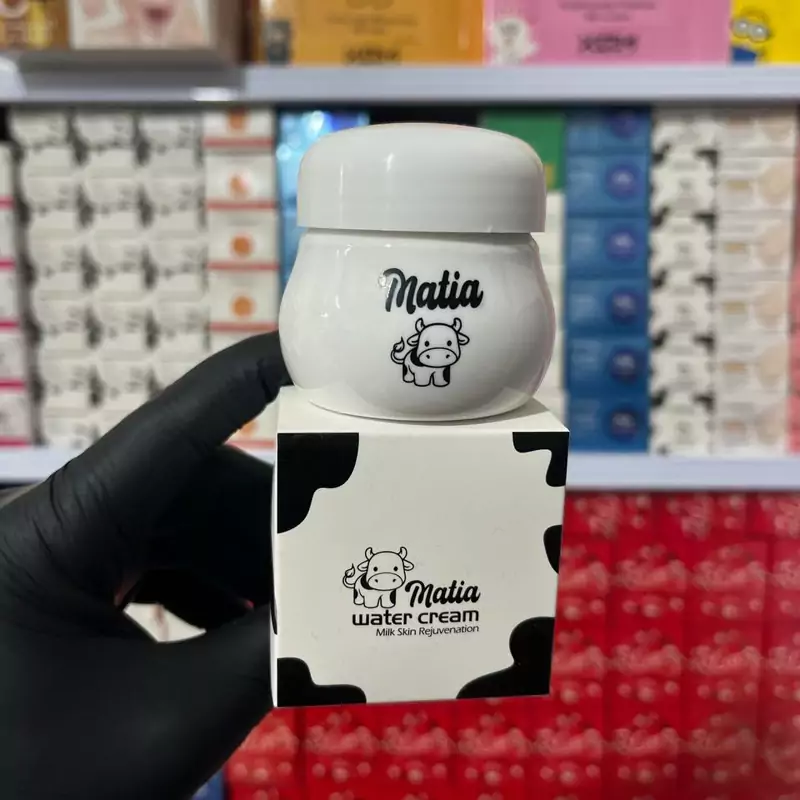 Matia
Matia
water cream
Milk Skin Rejuvenation